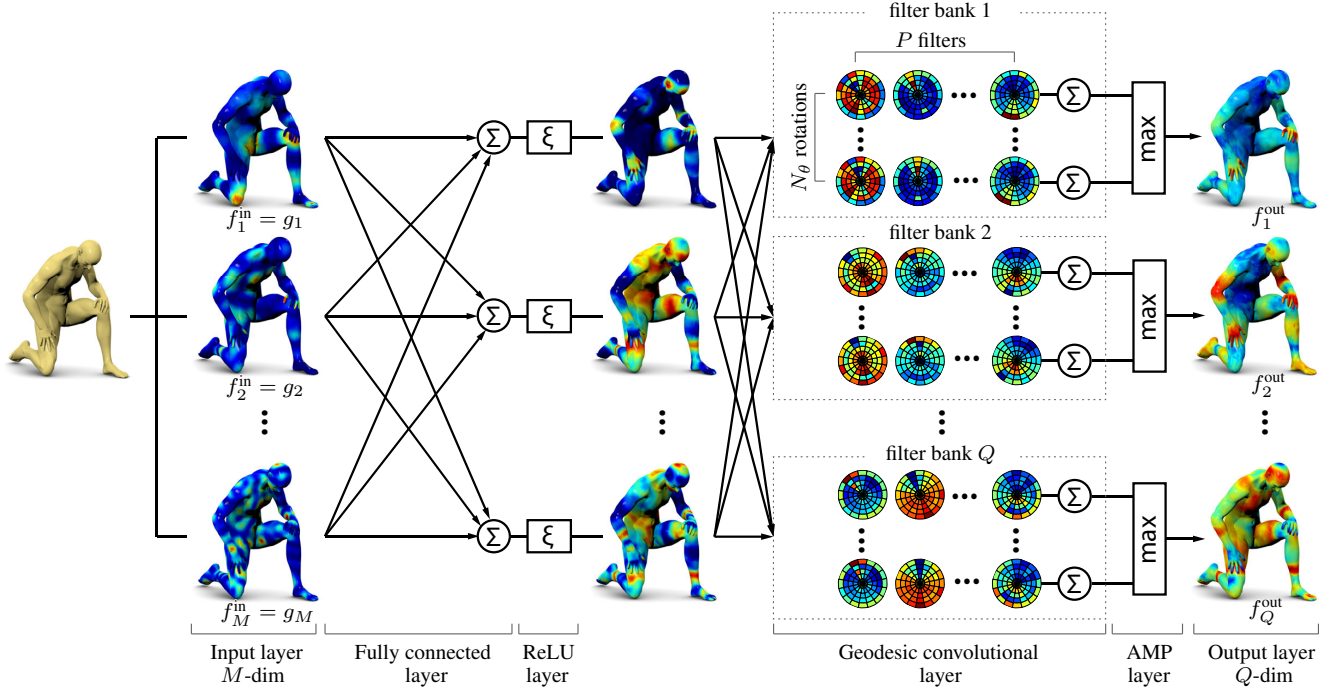 filter bank 1
P filters
N_θ rotations
Σ
Σ
max
Σ
ξ
f_1^in = g_1
f_1^out
filter bank 2
Σ
Σ
max
Σ
ξ
f_2^in = g_2
f_2^out
filter bank Q
Σ
Σ
max
Σ
ξ
f_M^in = g_M
f_Q^out
Input layer
M-dim
Fully connected
layer
ReLU
layer
Geodesic convolutional
layer
AMP
layer
Output layer
Q-dim